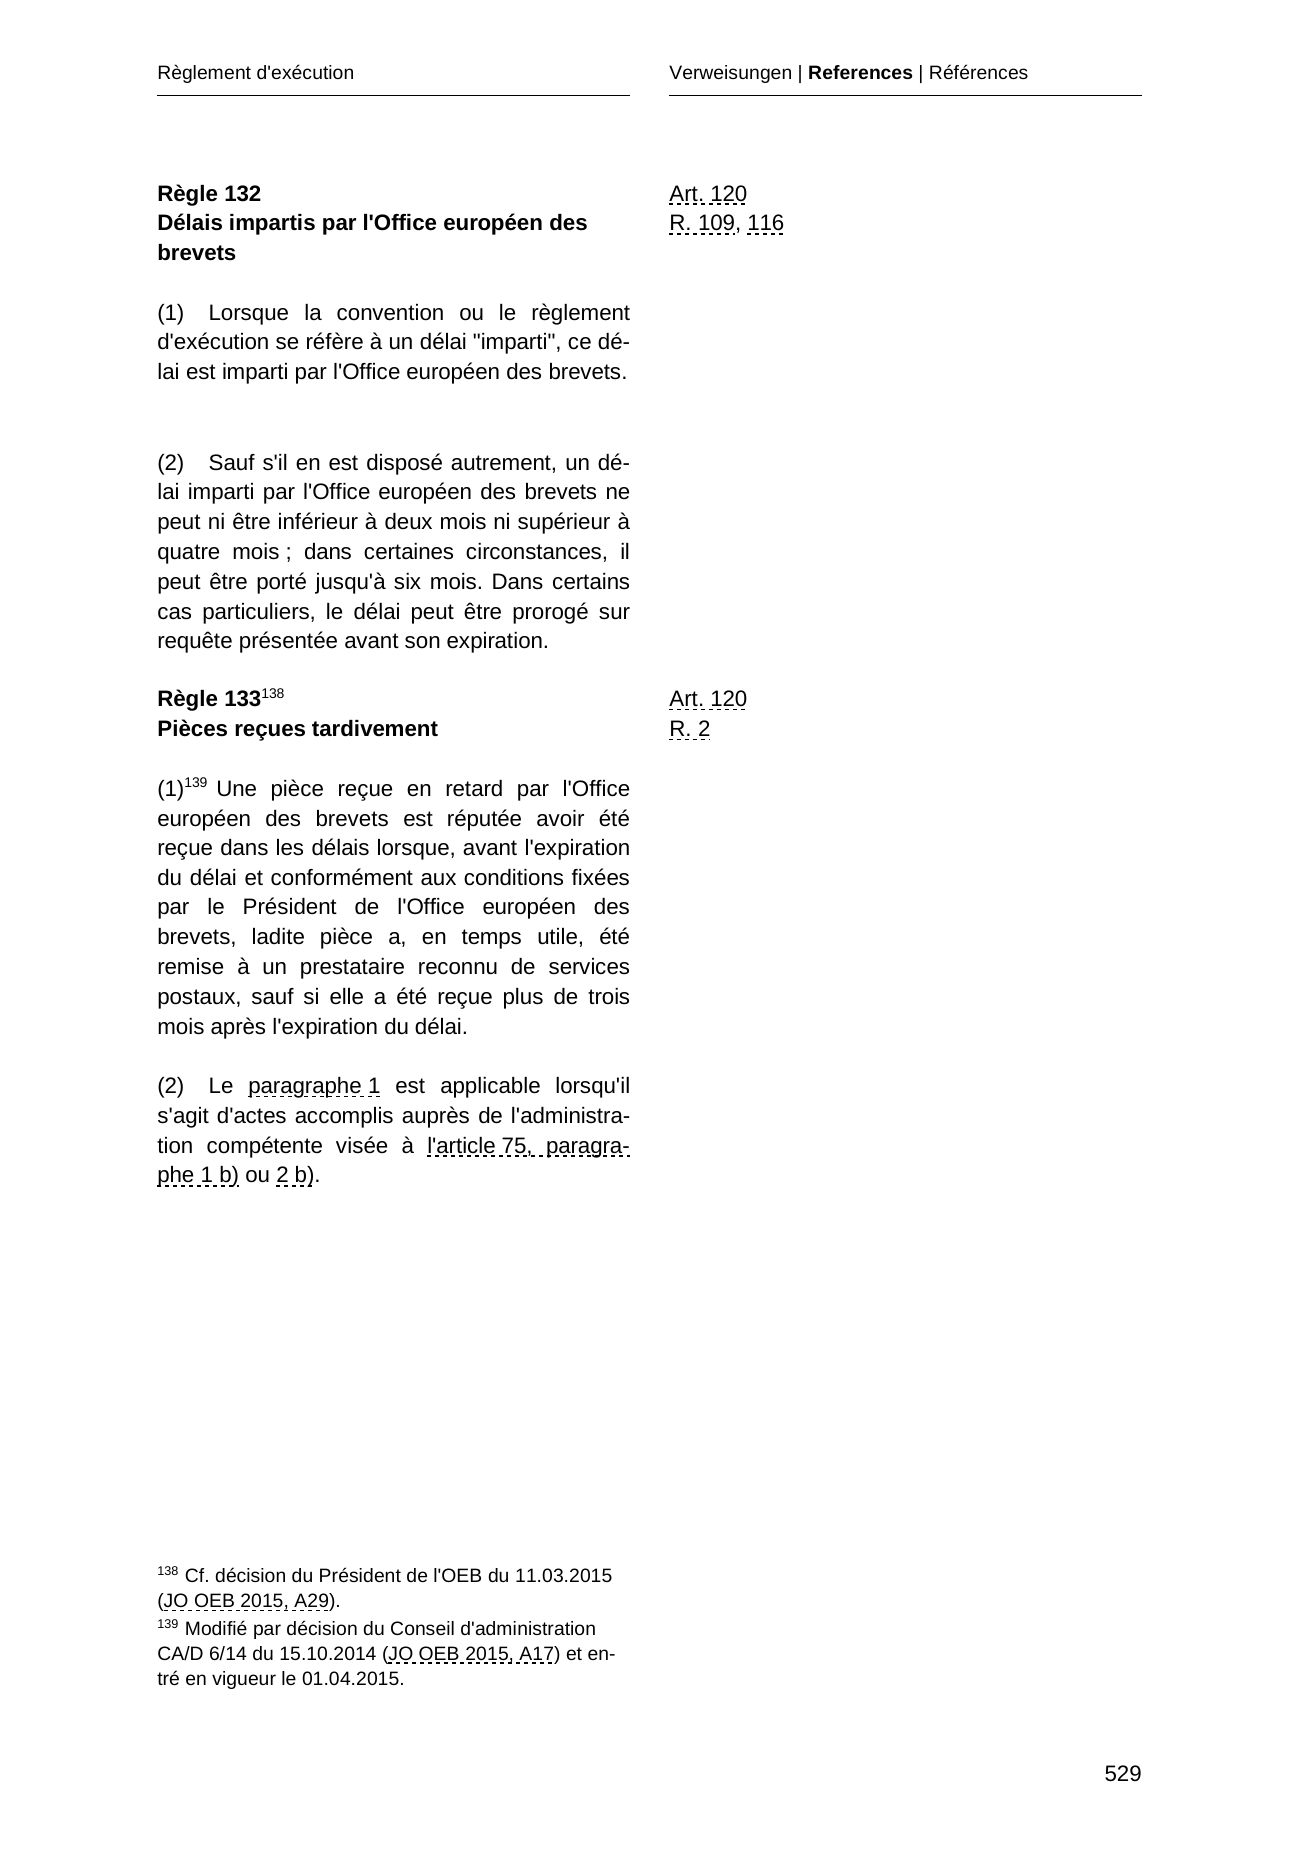 Règlement d'exécution
Verweisungen | References | Références
Règle 132
Délais impartis par l'Office européen des
brevets
Art. 120
R. 109, 116
(1) Lorsque la convention ou le règlement
d'exécution se réfère à un délai "imparti", ce dé-
lai est imparti par l'Office européen des brevets.
(2) Sauf s'il en est disposé autrement, un dé-
lai imparti par l'Office européen des brevets ne
peut ni être inférieur à deux mois ni supérieur à
quatre mois ; dans certaines circonstances, il
peut être porté jusqu'à six mois. Dans certains
cas particuliers, le délai peut être prorogé sur
requête présentée avant son expiration.
Règle 133138
Pièces reçues tardivement
Art. 120
R. 2
(1)139 Une pièce reçue en retard par l'Office
européen des brevets est réputée avoir été
reçue dans les délais lorsque, avant l'expiration
du délai et conformément aux conditions fixées
par le Président de l'Office européen des
brevets, ladite pièce a, en temps utile, été
remise à un prestataire reconnu de services
postaux, sauf si elle a été reçue plus de trois
mois après l'expiration du délai.
(2) Le paragraphe 1 est applicable lorsqu'il
s'agit d'actes accomplis auprès de l'administra-
tion compétente visée à l'article 75, paragra-
phe 1 b) ou 2 b).
138 Cf. décision du Président de l'OEB du 11.03.2015
(JO OEB 2015, A29).
139 Modifié par décision du Conseil d'administration
CA/D 6/14 du 15.10.2014 (JO OEB 2015, A17) et en-
tré en vigueur le 01.04.2015.
529